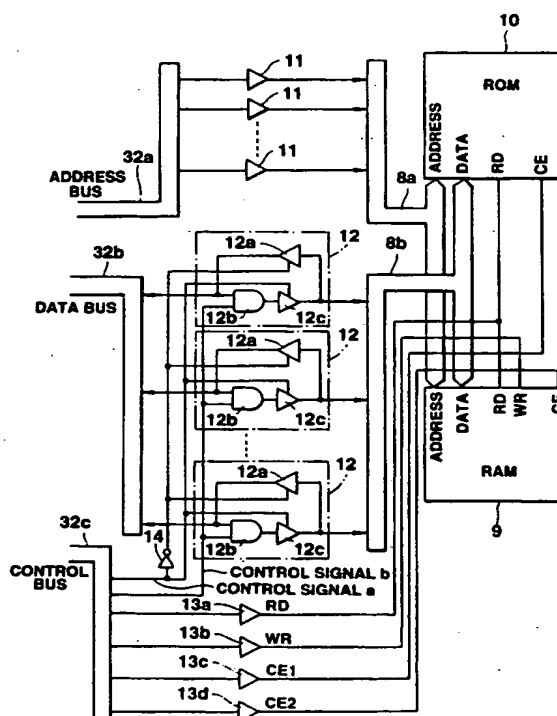 10
11
ROM
11
ADDRESS
DATA
RD
CE
32a
11
ADDRESS
BUS
8a
12
12a
8b
32b
DATA BUS
12b
12c
12
12a
12b
12c
12
12a
32c
14
12b
12c
ADDRESS
DATA
RD
WR
CE
RAM
9
CONTROL
BUS
CONTROL SIGNAL b
CONTROL SIGNAL a
13a
RD
13b
WR
13c
CE1
13d
CE2